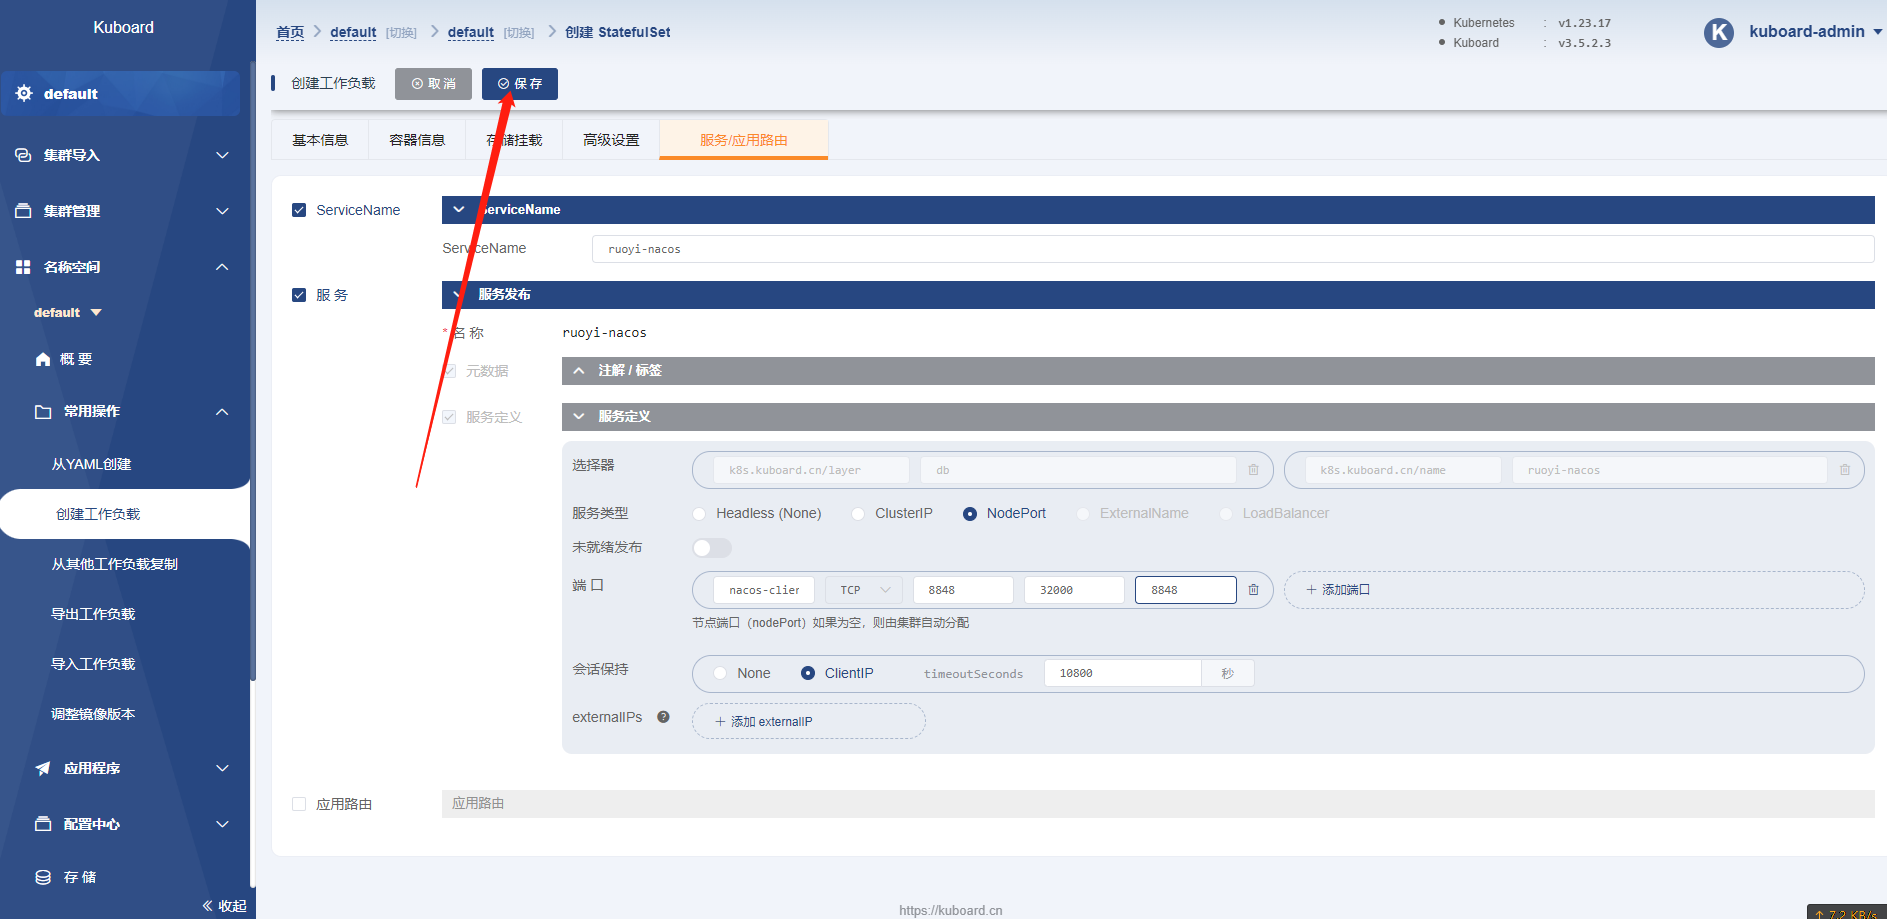 Kuboard
default
集群导入
集群管理
名称空间
default
概 要
常用操作
从YAML创建
创建工作负载
从其他工作负载复制
导出工作负载
导入工作负载
调整镜像版本
应用程序
配置中心
存 储
收起
首页 default [切换] default [切换] 创建 StatefulSet
Kubernetes : v1.23.17
Kuboard : v3.5.2.3
K kuboard-admin
创建工作负载 取 消 保 存
基本信息 容器信息 存储挂载 高级设置 服务/应用路由
ServiceName ServiceName
ServiceName ruoyi-nacos
服 务 服务发布
* 名 称 ruoyi-nacos
元数据 注解 / 标签
服务定义 服务定义
选择器 k8s.kuboard.cn/layer db k8s.kuboard.cn/name ruoyi-nacos
服务类型 Headless (None) ClusterIP NodePort ExternalName LoadBalancer
未就绪发布
端 口 nacos-clier TCP 8848 32000 8848 添加端口
节点端口（nodePort）如果为空，则由集群自动分配
会话保持 None ClientIP timeoutSeconds 10800 秒
externalIPs ? 添加 externalIP
应用路由 应用路由
https://kuboard.cn
7.2 KB/s